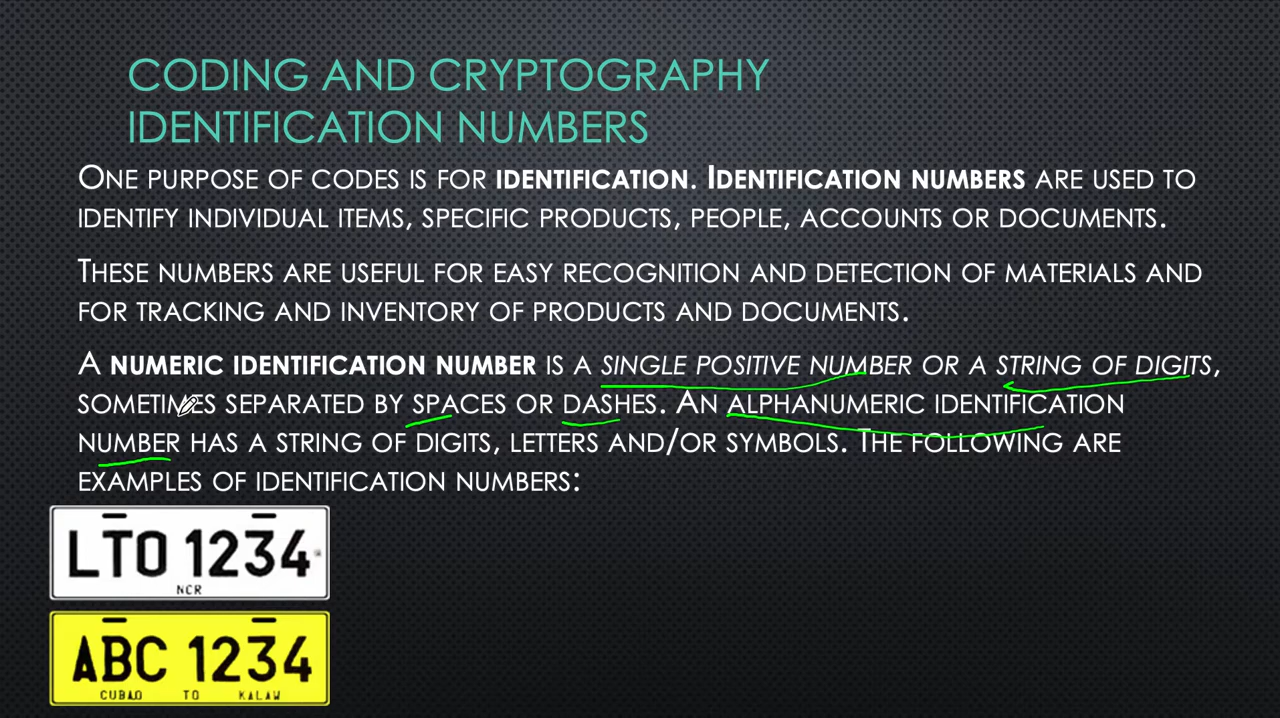 CODING AND CRYPTOGRAPHY
IDENTIFICATION NUMBERS
ONE PURPOSE OF CODES IS FOR IDENTIFICATION. IDENTIFICATION NUMBERS ARE USED TO
IDENTIFY INDIVIDUAL ITEMS, SPECIFIC PRODUCTS, PEOPLE, ACCOUNTS OR DOCUMENTS.
THESE NUMBERS ARE USEFUL FOR EASY RECOGNITION AND DETECTION OF MATERIALS AND
FOR TRACKING AND INVENTORY OF PRODUCTS AND DOCUMENTS.
A NUMERIC IDENTIFICATION NUMBER IS A SINGLE POSITIVE NUMBER OR A STRING OF DIGITS,
SOMETIMES SEPARATED BY SPACES OR DASHES. AN ALPHANUMERIC IDENTIFICATION
NUMBER HAS A STRING OF DIGITS, LETTERS AND/OR SYMBOLS. THE FOLLOWING ARE
EXAMPLES OF IDENTIFICATION NUMBERS:
LTO 1234
NCR
ABC 1234
CUBAO TO KALAW